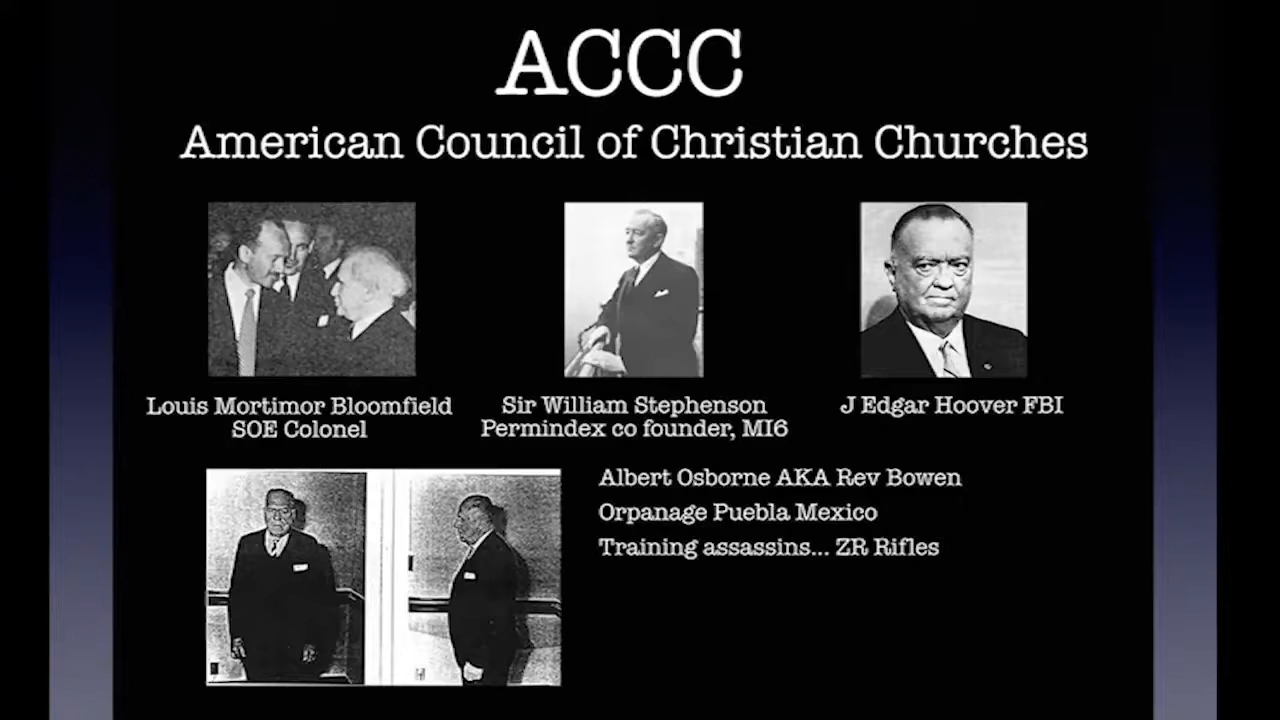 ACCC
American Council of Christian Churches
Louis Mortimor Bloomfield
SOE Colonel
Sir William Stephenson
Permindex co founder, MI6
J Edgar Hoover FBI
Albert Osborne AKA Rev Bowen
Orpanage Puebla Mexico
Training assassins... ZR Rifles